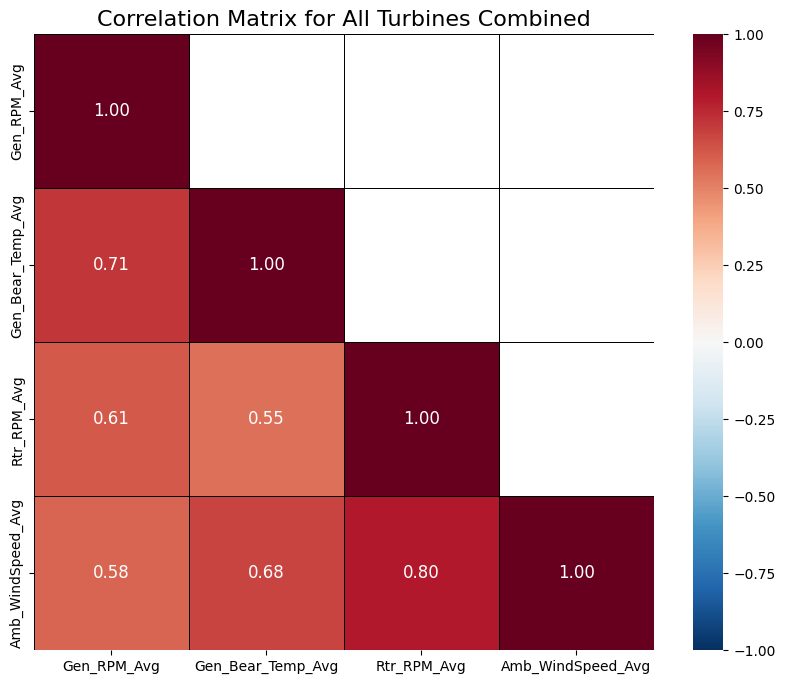 Correlation Matrix for All Turbines Combined
Gen_RPM_Avg
1.00
Gen_Bear_Temp_Avg
0.71 1.00
Rtr_RPM_Avg
0.61 0.55 1.00
Amb_WindSpeed_Avg
0.58 0.68 0.80 1.00
Gen_RPM_Avg Gen_Bear_Temp_Avg Rtr_RPM_Avg Amb_WindSpeed_Avg
1.00
0.75
0.50
0.25
0.00
−0.25
−0.50
−0.75
−1.00